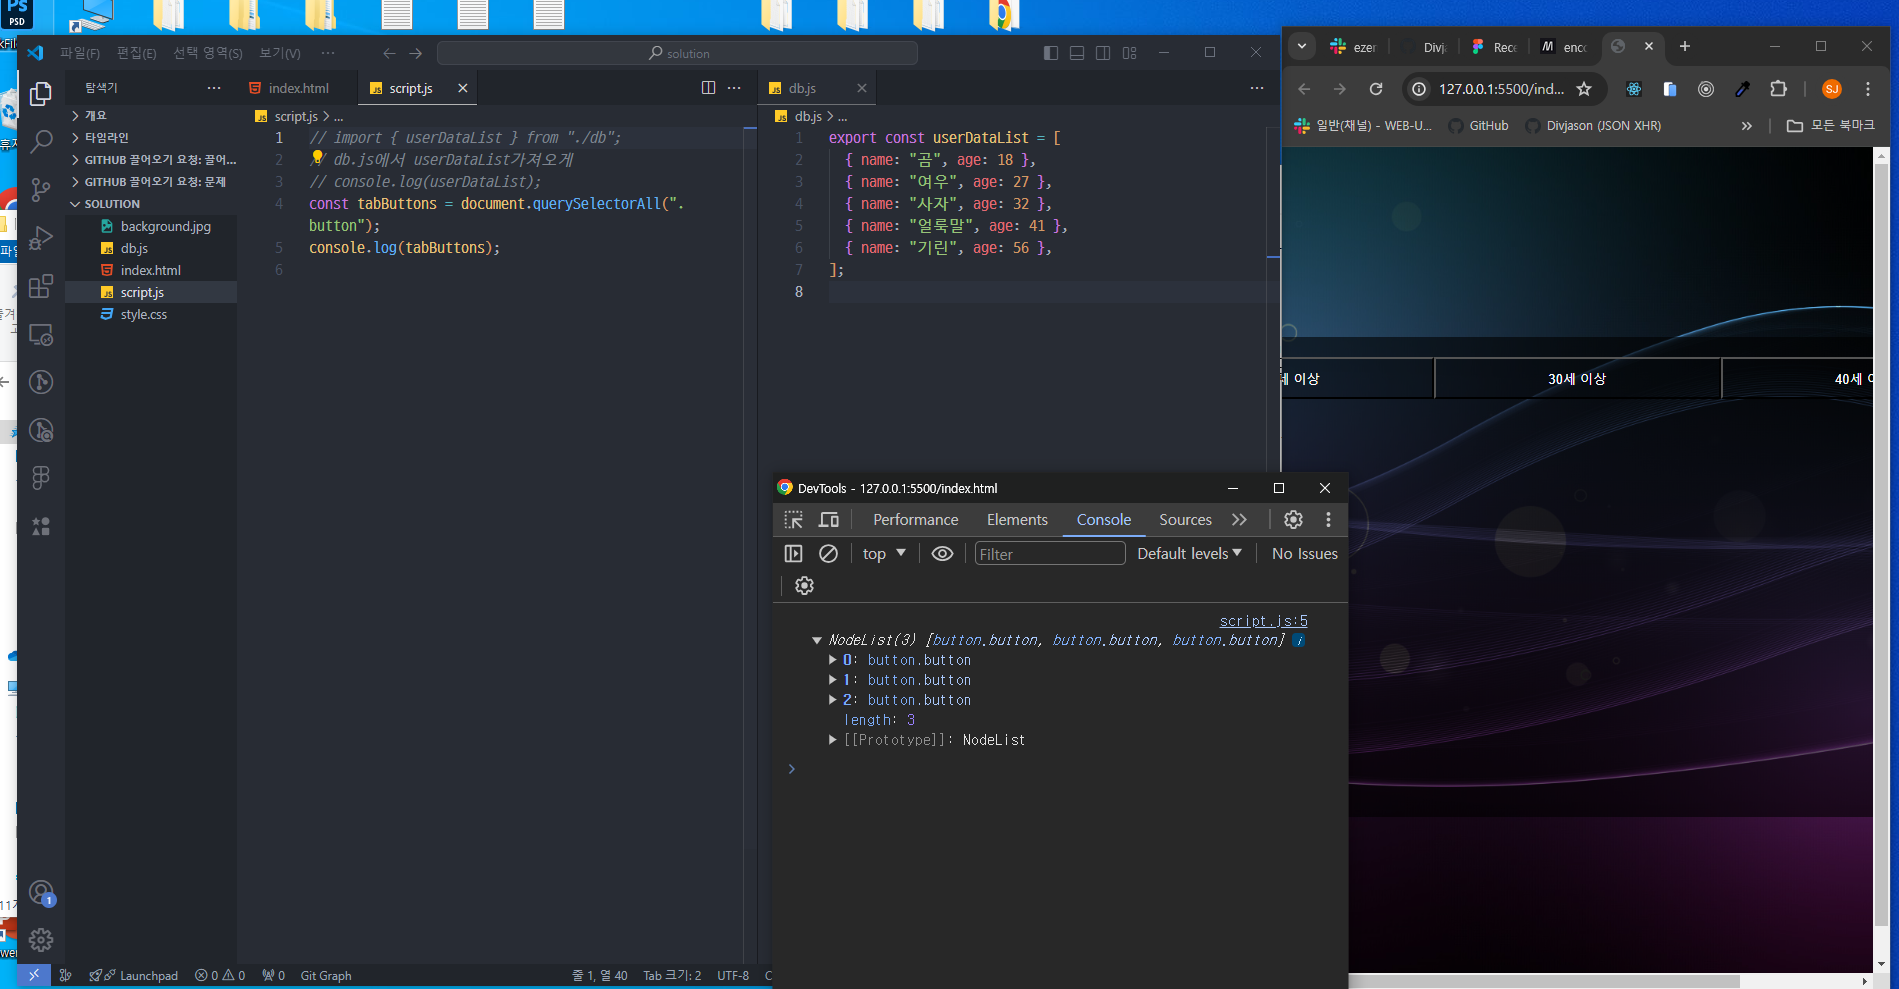 Ps
PSD
파일(F) 편집(E) 선택 영역(S) 보기(V) ··· solution
탐색기 ···
개요
타임라인
GITHUB 끌어오기 요청: 끌어...
GITHUB 끌어오기 요청: 문제
SOLUTION
background.jpg
db.js
index.html
script.js
style.css
1
index.html script.js
script.js > ...
1 // import { userDataList } from "./db";
2 // db.js에서 userDataList가져오게
3 // console.log(userDataList);
4 const tabButtons = document.querySelectorAll(".
button");
5 console.log(tabButtons);
6
db.js
db.js > ...
1 export const userDataList = [
2 { name: "곰", age: 18 },
3 { name: "여우", age: 27 },
4 { name: "사자", age: 32 },
5 { name: "얼룩말", age: 41 },
6 { name: "기린", age: 56 },
7 ];
8
Launchpad 0 0 0 Git Graph 줄 1, 열 40 Tab 크기: 2 UTF-8
DevTools - 127.0.0.1:5500/index.html
Performance Elements Console Sources
top Filter Default levels No Issues
script.js:5
NodeList(3) [button.button, button.button, button.button]
0: button.button
1: button.button
2: button.button
length: 3
[[Prototype]]: NodeList
ezer Divja Rece enco
127.0.0.1:5500/ind... SJ
일반(채널) - WEB-U... GitHub Divjason (JSON XHR) 모든 북마크
세 이상 30세 이상 40세